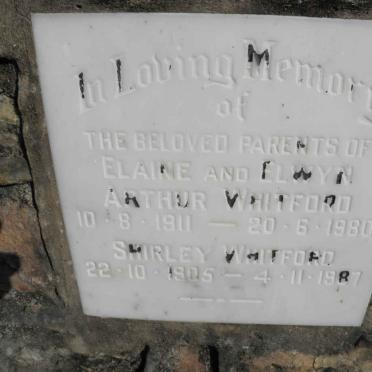 In Loving Memory
of
THE BELOVED PARENTS OF
ELAINE AND ELWYN
ARTHUR WHITFORD
10·8·1911 — 20·6·1980
SHIRLEY WHITFORD
22·10·1905 — 4·11·1987